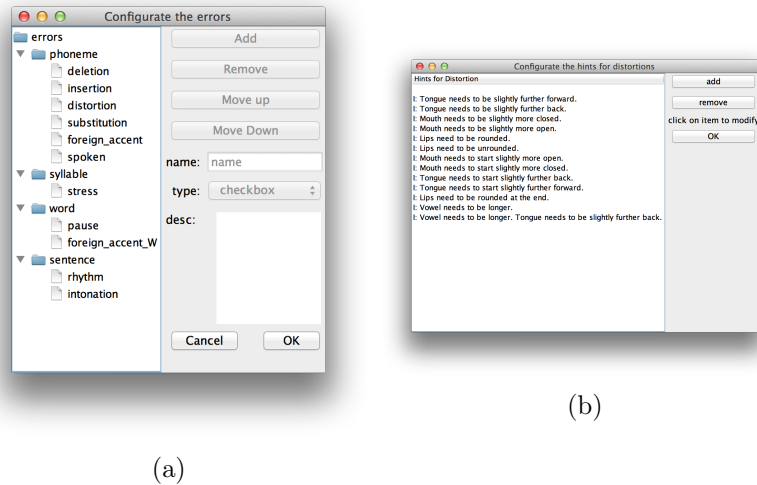 Configurate the errors
errors
phoneme
deletion
insertion
distortion
substitution
foreign_accent
spoken
syllable
stress
word
pause
foreign_accent_W
sentence
rhythm
intonation
Add
Remove
Move up
Move Down
name: name
type: checkbox
desc:
Cancel OK
(a)
Configurate the hints for distortions
Hints for Distortion
I: Tongue needs to be slightly further forward.
I: Tongue needs to be slightly further back.
I: Mouth needs to be slightly more closed.
I: Mouth needs to be slightly more open.
I: Lips need to be rounded.
I: Lips need to be unrounded.
I: Mouth needs to start slightly more open.
I: Mouth needs to start slightly more closed.
I: Tongue needs to start slightly further back.
I: Tongue needs to start slightly further forward.
I: Lips need to be rounded at the end.
I: Vowel needs to be longer.
I: Vowel needs to be longer. Tongue needs to be slightly further back.
add
remove
click on item to modify
OK
(b)